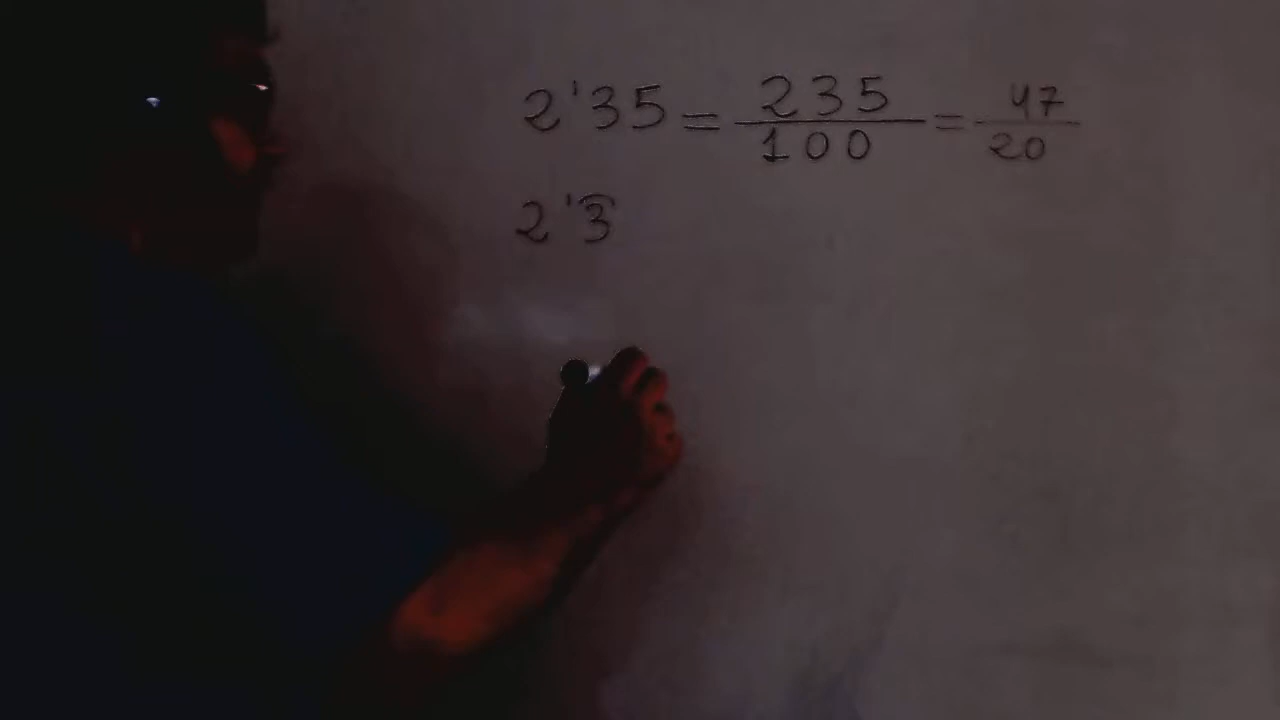 2'35 = 235/100 = 47/20
2'3̂